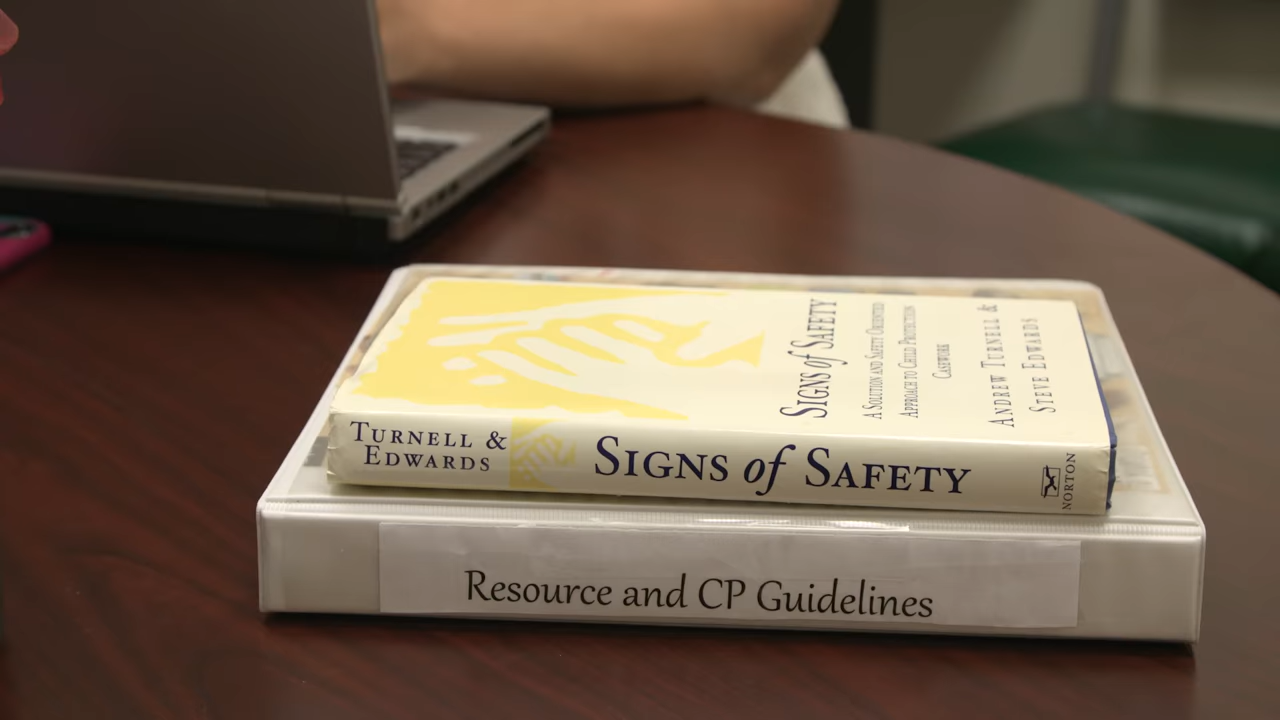 SIGNS of SAFETY
A SOLUTION AND SAFETY ORIENTED
APPROACH TO CHILD PROTECTION
CASEWORK
ANDREW TURNELL &
STEVE EDWARDS
TURNELL &
EDWARDS
SIGNS of SAFETY
NORTON
Resource and CP Guidelines